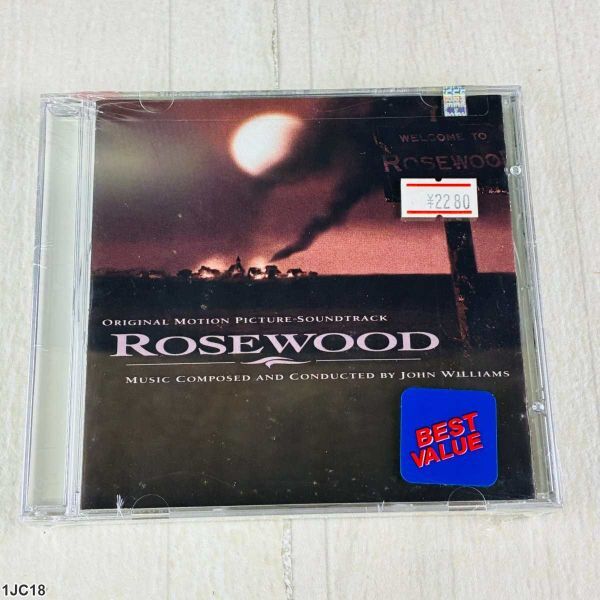 WELCOME TO
ROSEWOOD
¥2280
ORIGINAL MOTION PICTURE SOUNDTRACK
ROSEWOOD
MUSIC COMPOSED AND CONDUCTED BY JOHN WILLIAMS
BEST
VALUE
1JC18